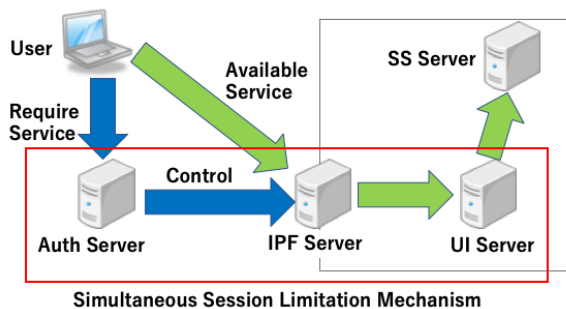 User
SS Server
Available
Service
Require
Service
Control
Auth Server
IPF Server
UI Server
Simultaneous Session Limitation Mechanism